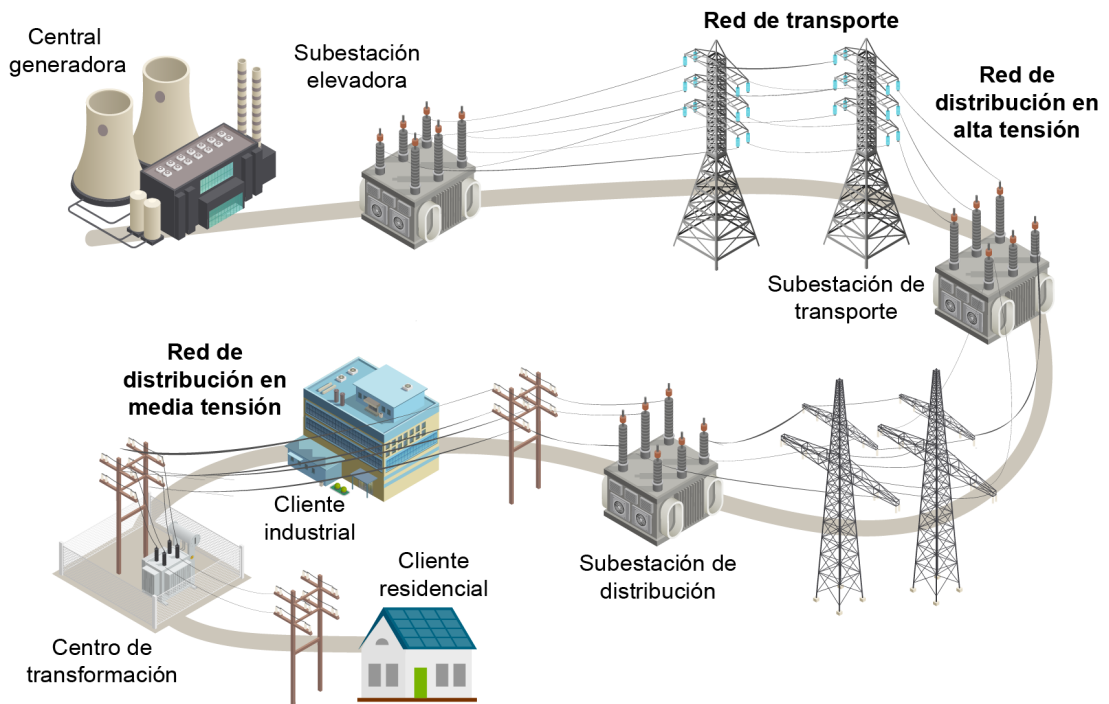 Central
generadora
Subestación
elevadora
Red de transporte
Red de
distribución en
alta tensión
Subestación de
transporte
Red de
distribución en
media tensión
Cliente
industrial
Subestación de
distribución
Cliente
residencial
Centro de
transformación